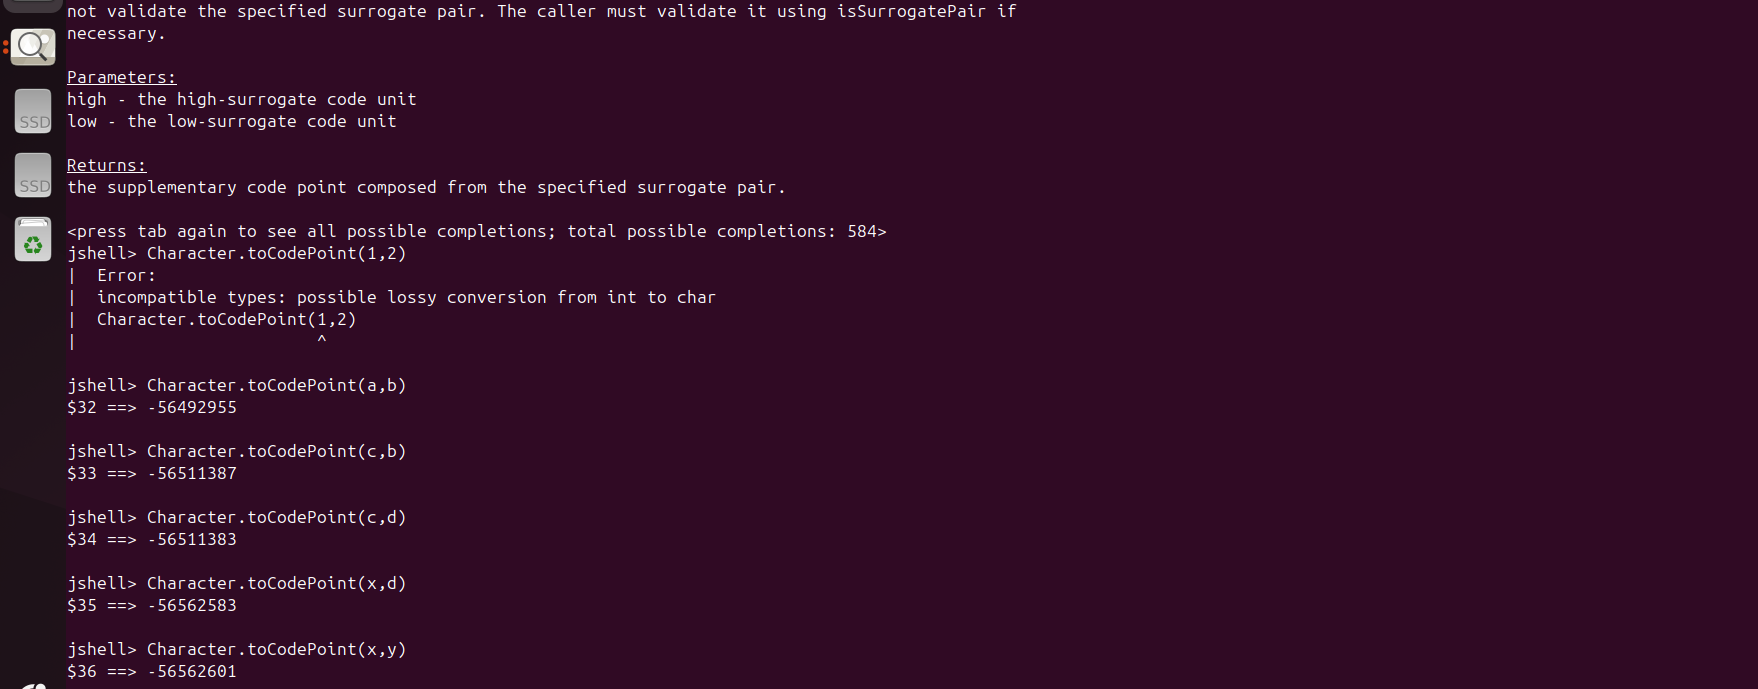 not validate the specified surrogate pair. The caller must validate it using isSurrogatePair if
necessary.
Parameters:
high - the high-surrogate code unit
low - the low-surrogate code unit
Returns:
the supplementary code point composed from the specified surrogate pair.
<press tab again to see all possible completions; total possible completions: 584>
jshell> Character.toCodePoint(1,2)
|  Error:
|  incompatible types: possible lossy conversion from int to char
|  Character.toCodePoint(1,2)
|                        ^
jshell> Character.toCodePoint(a,b)
$32 ==> -56492955
jshell> Character.toCodePoint(c,b)
$33 ==> -56511387
jshell> Character.toCodePoint(c,d)
$34 ==> -56511383
jshell> Character.toCodePoint(x,d)
$35 ==> -56562583
jshell> Character.toCodePoint(x,y)
$36 ==> -56562601
SSD
SSD